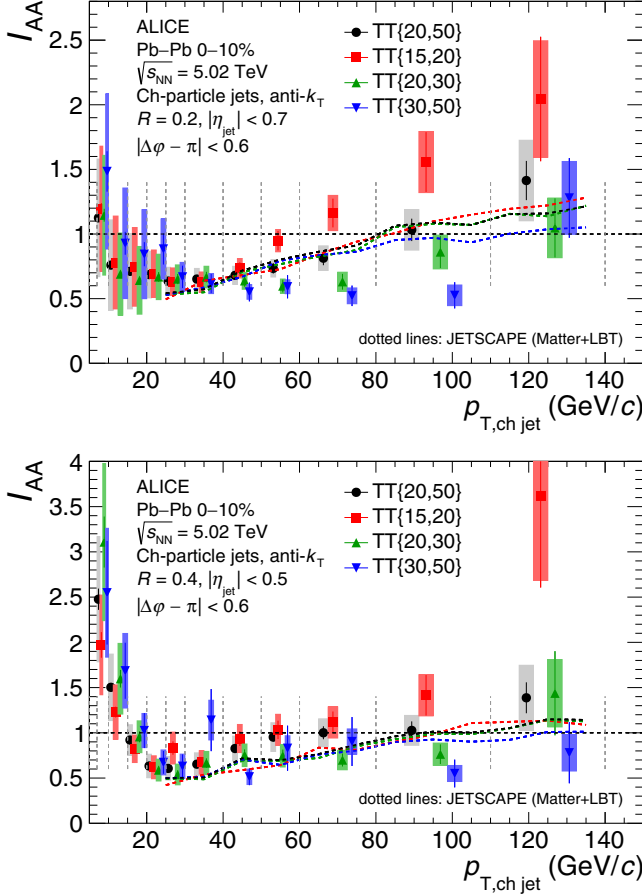 I_AA
2.5
2
1.5
1
0.5
0
ALICE
Pb–Pb 0–10%
√s_NN = 5.02 TeV
Ch-particle jets, anti-k_T
R = 0.2, |η_jet| < 0.7
|Δφ − π| < 0.6
TT{20,50}
TT{15,20}
TT{20,30}
TT{30,50}
dotted lines: JETSCAPE (Matter+LBT)
20 40 60 80 100 120 140
p_T,ch jet (GeV/c)
I_AA
4
3.5
3
2.5
2
1.5
1
0.5
0
ALICE
Pb–Pb 0–10%
√s_NN = 5.02 TeV
Ch-particle jets, anti-k_T
R = 0.4, |η_jet| < 0.5
|Δφ − π| < 0.6
TT{20,50}
TT{15,20}
TT{20,30}
TT{30,50}
dotted lines: JETSCAPE (Matter+LBT)
20 40 60 80 100 120 140
p_T,ch jet (GeV/c)